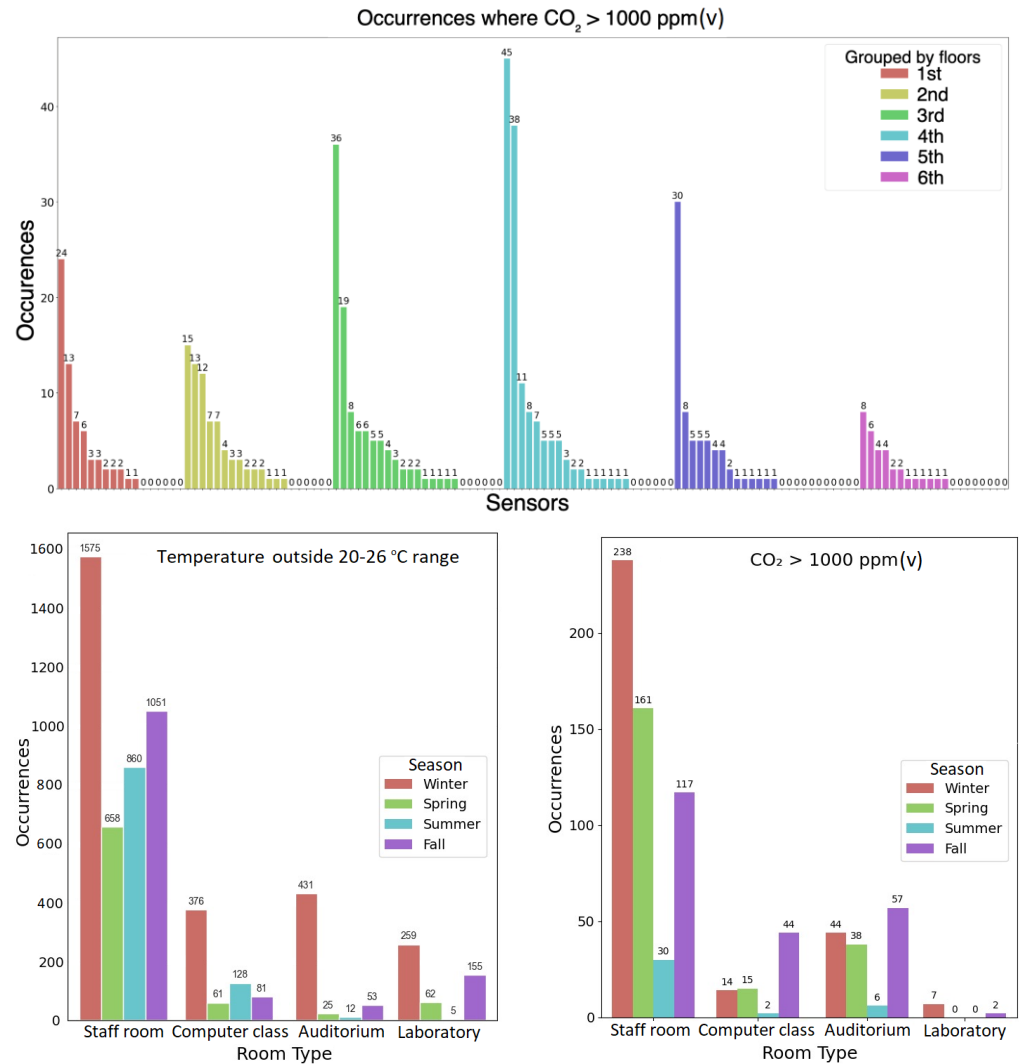 Occurrences where CO₂ > 1000 ppm(v)
Occurences
40
30
20
10
0
24 13 7 6 3 3 2 2 2 1 1 0 0 0 0 0 0
15 13 12 7 7 4 3 3 2 2 2 1 1 1 0 0 0 0 0 0
36 19 8 6 6 5 5 4 3 2 2 2 1 1 1 1 1 0 0 0 0 0 0
45 38 11 8 7 5 5 5 3 2 2 1 1 1 1 1 1 0 0 0 0 0 0
30 8 5 5 5 4 4 2 1 1 1 1 1 1 0 0 0 0 0 0 0 0 0 0 0
8 6 4 4 2 2 1 1 1 1 1 1 0 0 0 0 0 0 0 0
Grouped by floors
1st
2nd
3rd
4th
5th
6th
Sensors
Temperature outside 20-26 °C range
Occurrences
1600
1400
1200
1000
800
600
400
200
0
1575 658 860 1051
376 61 128 81
431 25 12 53
259 62 5 155
Season
Winter
Spring
Summer
Fall
Staff room Computer class Auditorium Laboratory
Room Type
CO₂ > 1000 ppm(v)
Occurrences
200
150
100
50
0
238 161 30 117
14 15 2 44
44 38 6 57
7 0 0 2
Season
Winter
Spring
Summer
Fall
Staff room Computer class Auditorium Laboratory
Room Type